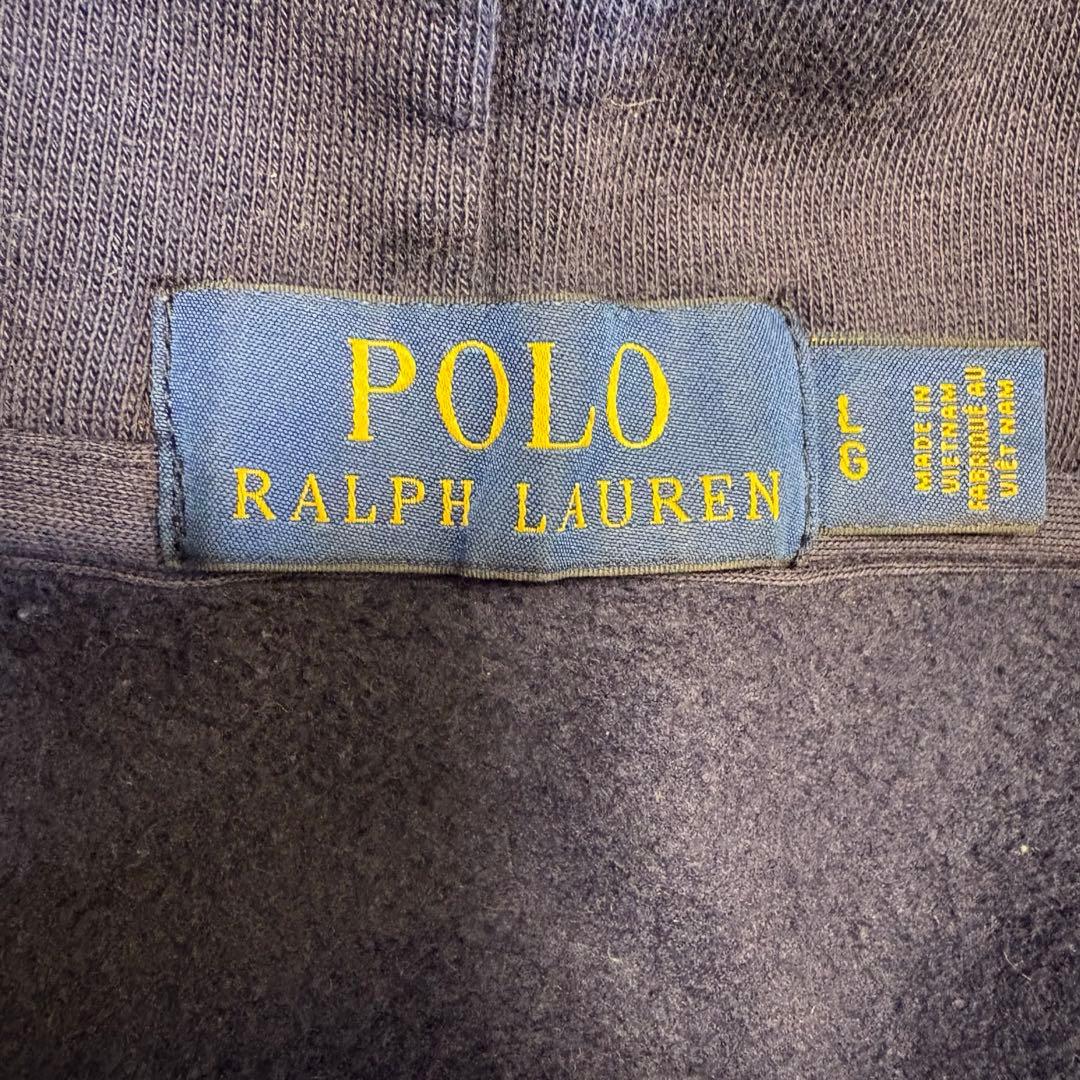 POLO
RALPH LAUREN
L
G
MADE IN
VIETNAM
FABRIQUÉ AU
VIÊT NAM